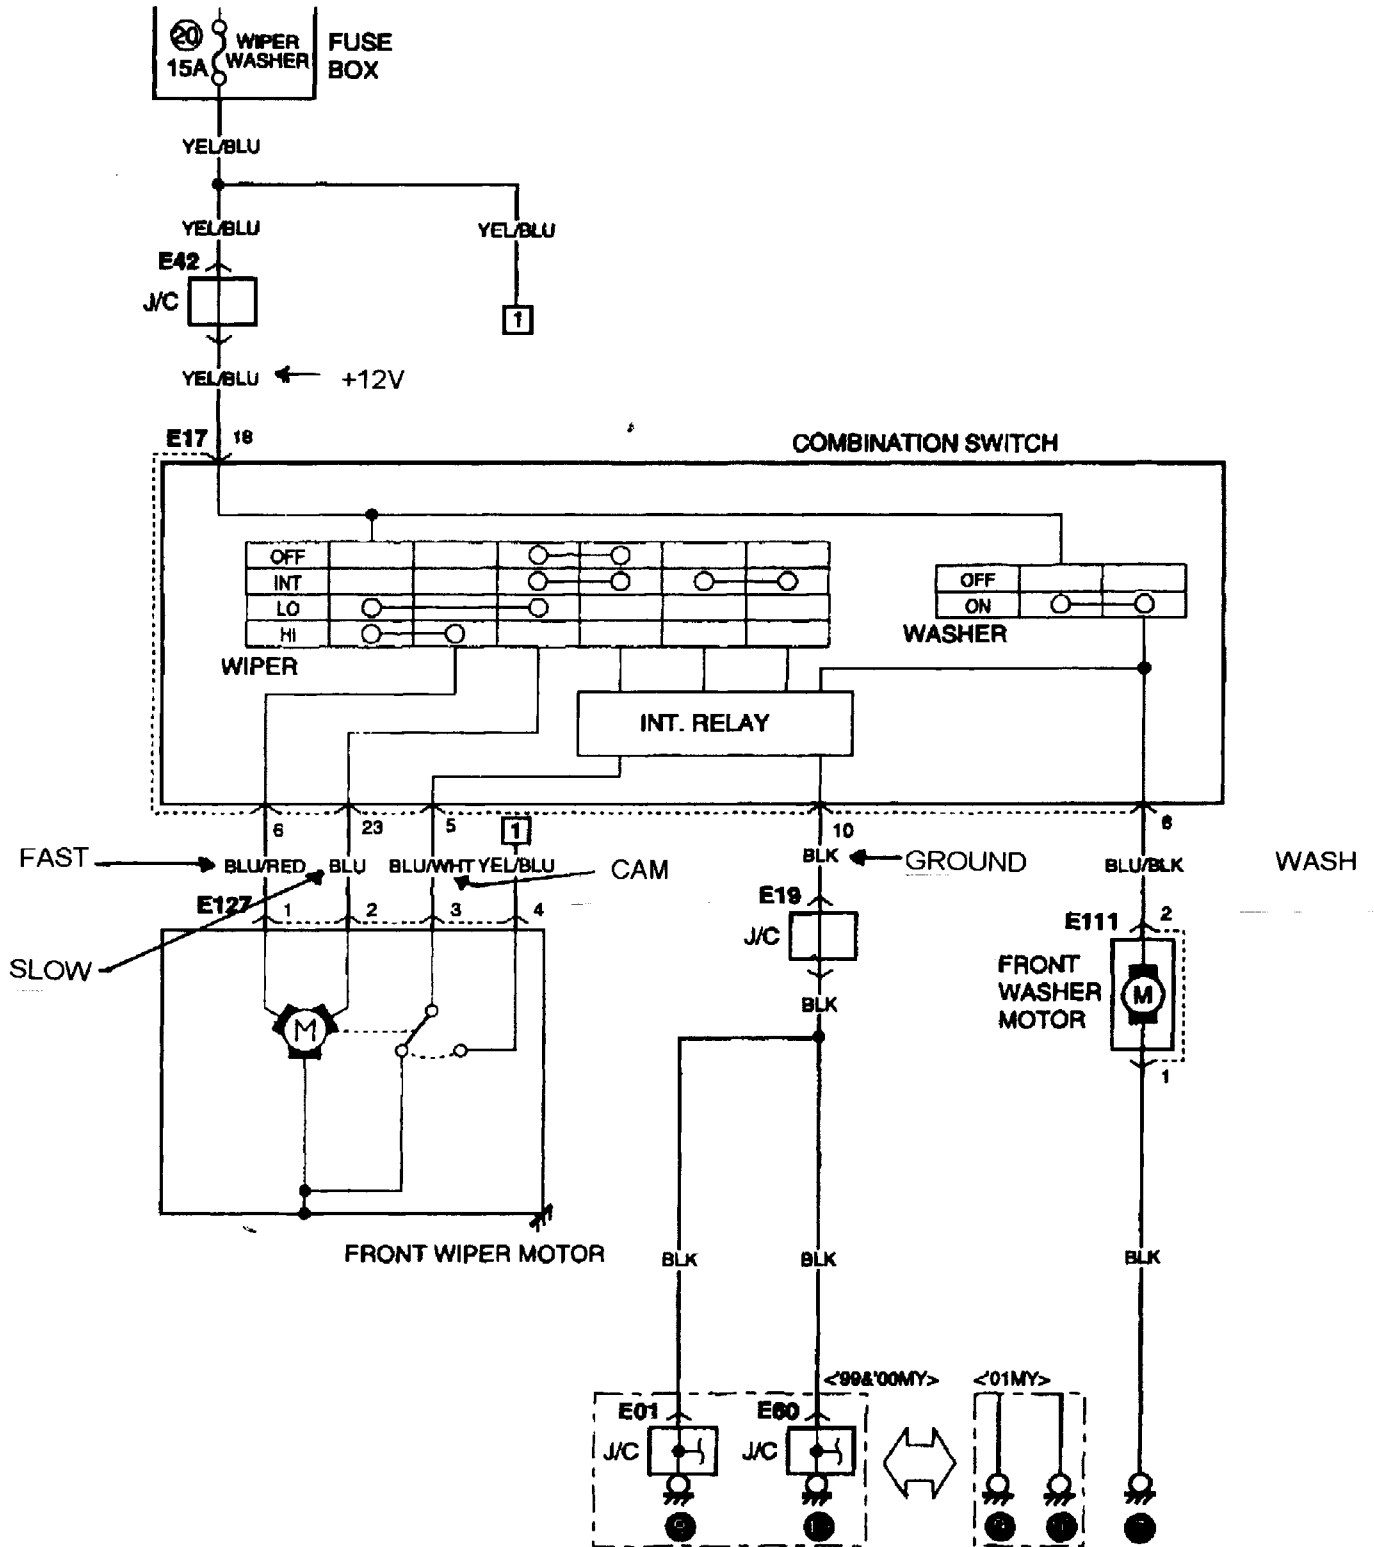 20
15A
WIPER
WASHER
FUSE
BOX
YEL/BLU
YEL/BLU
YEL/BLU
E42
J/C
1
YEL/BLU
+12V
E17
18
COMBINATION SWITCH
OFF
INT
LO
HI
WIPER
OFF
ON
WASHER
INT. RELAY
6
23
5
1
10
6
FAST
BLU/RED
BLU
BLU/WHT
YEL/BLU
CAM
BLK
GROUND
BLU/BLK
WASH
E127
1
2
3
4
E19
J/C
E111
2
SLOW
M
FRONT
WASHER
MOTOR
M
BLK
1
FRONT WIPER MOTOR
BLK
BLK
BLK
<'99&'00MY>
<'01MY>
E01
J/C
E60
J/C
9